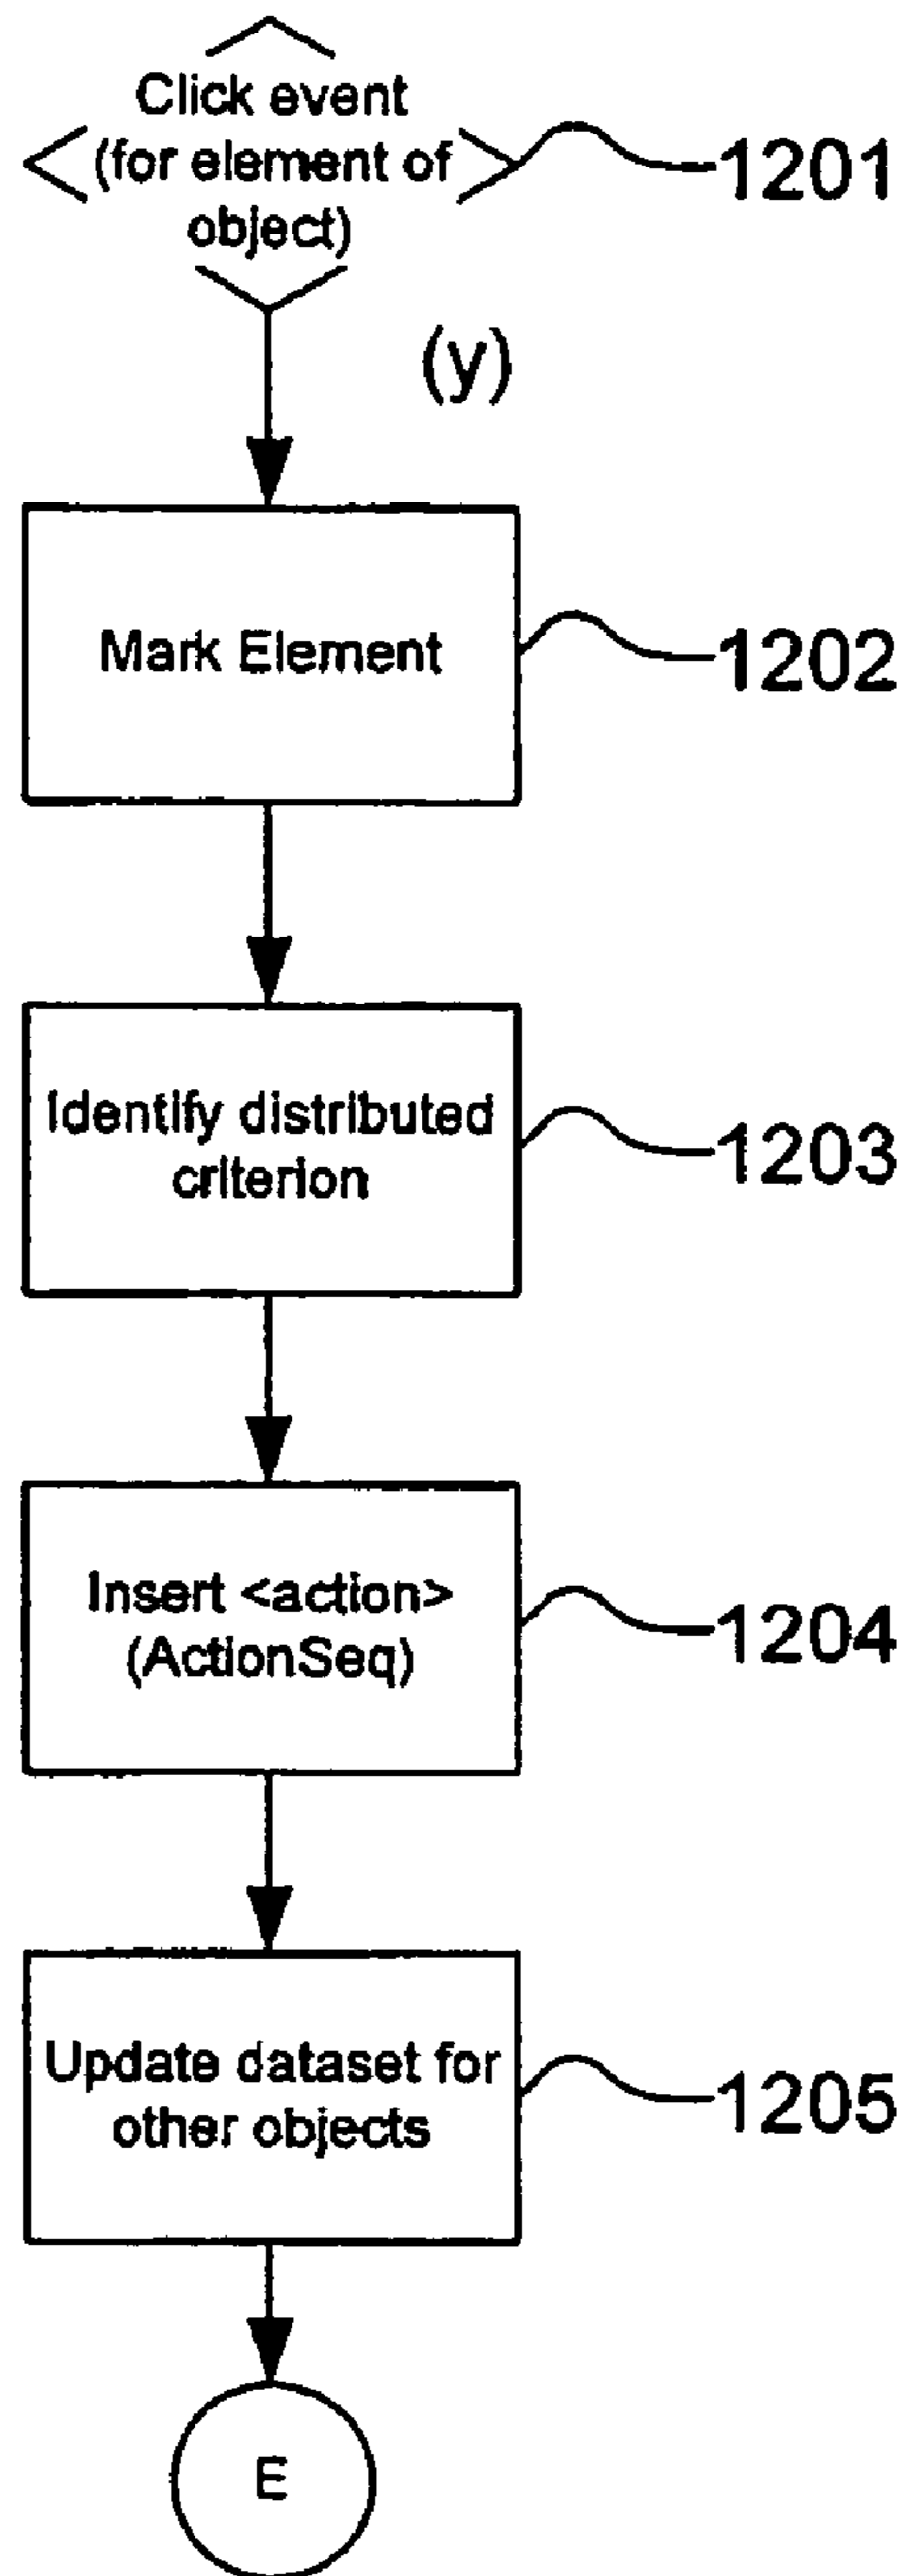 Click event
(for element of
object)
1201
(y)
Mark Element
1202
Identify distributed
criterion
1203
Insert <action>
(ActionSeq)
1204
Update dataset for
other objects
1205
E